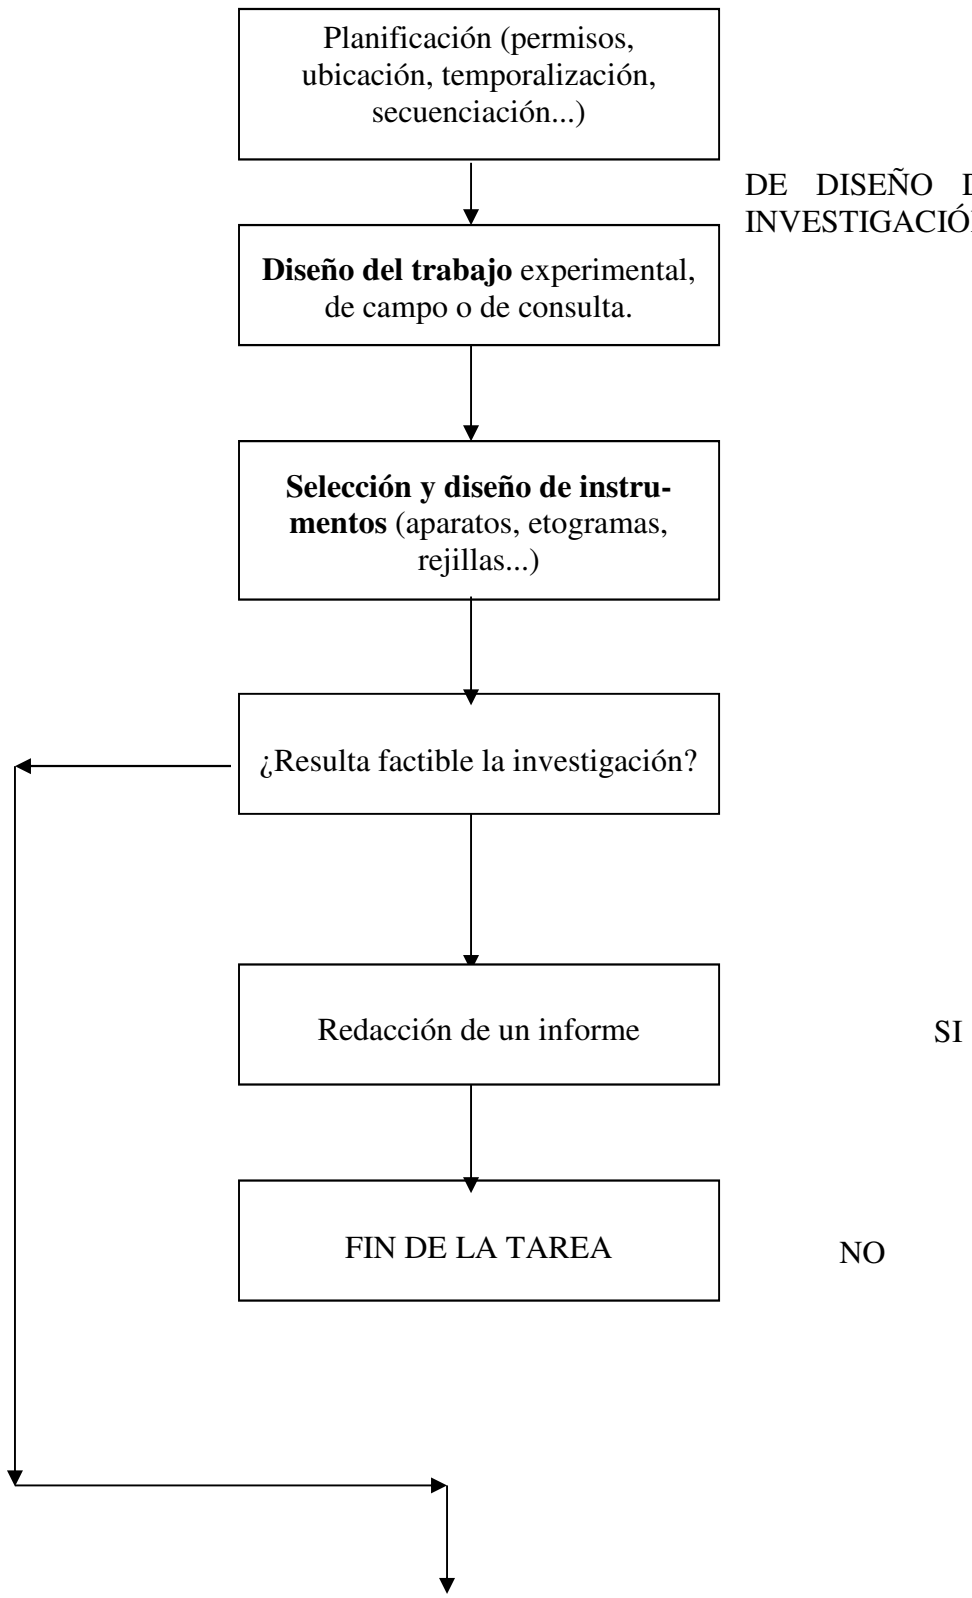 Planificación (permisos,
ubicación, temporalización,
secuenciación...)
DE DISEÑO
Diseño del trabajo experimental,
de campo o de consulta.
Selección y diseño de instru-
mentos (aparatos, etogramas,
rejillas...)
¿Resulta factible la investigación?
Redacción de un informe
SI
FIN DE LA TAREA
NO